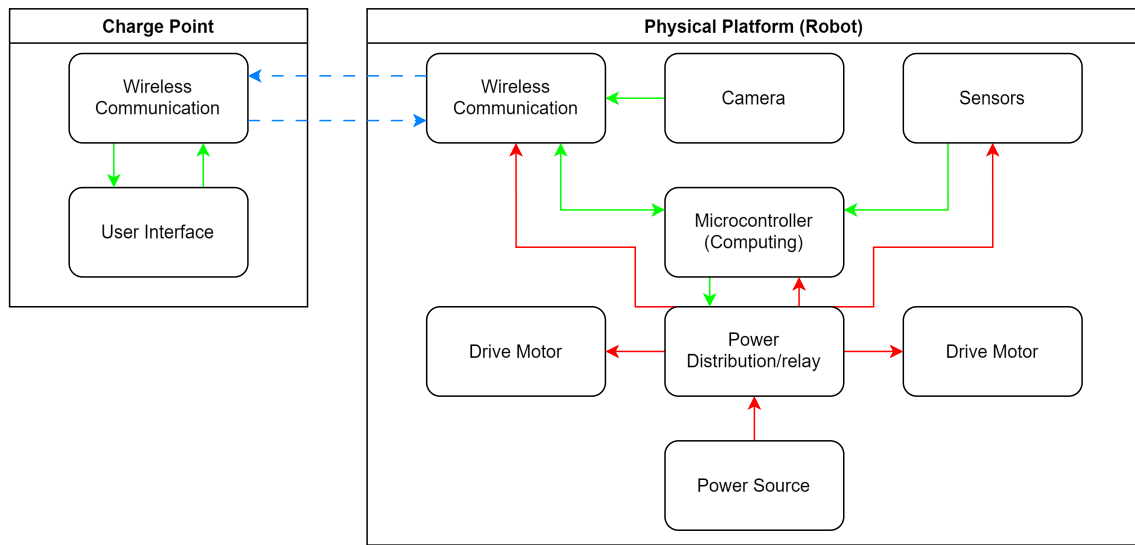 Charge Point
Wireless
Communication
User Interface
Physical Platform (Robot)
Wireless
Communication
Camera
Sensors
Microcontroller
(Computing)
Drive Motor
Power
Distribution/relay
Drive Motor
Power Source